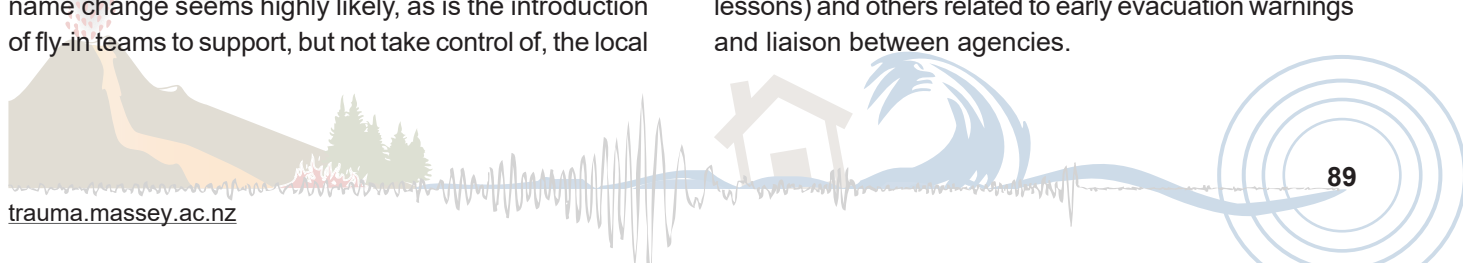 name change seems highly likely, as is the introduction
of fly-in teams to support, but not take control of, the local
lessons) and others related to early evacuation warnings
and liaison between agencies.
89
trauma.massey.ac.nz